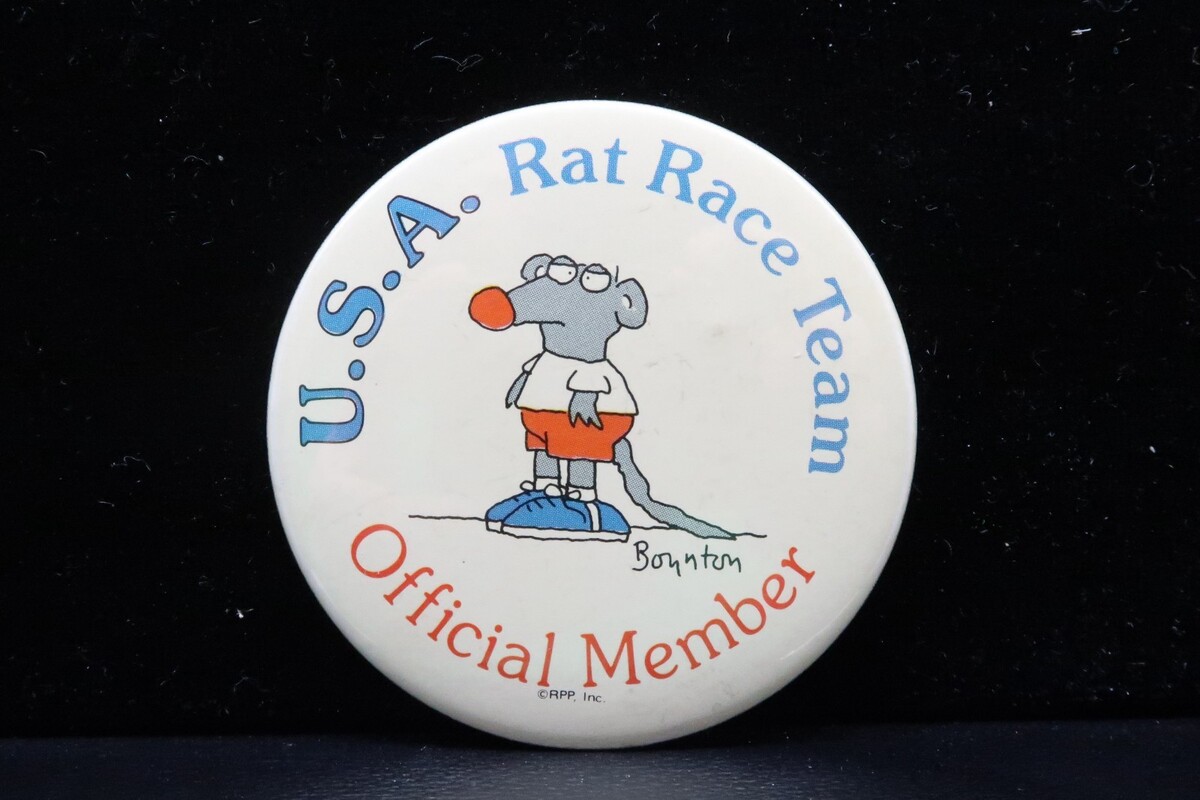 U.S.A. Rat Race Team
Boynton
Official Member
©RPP, Inc.